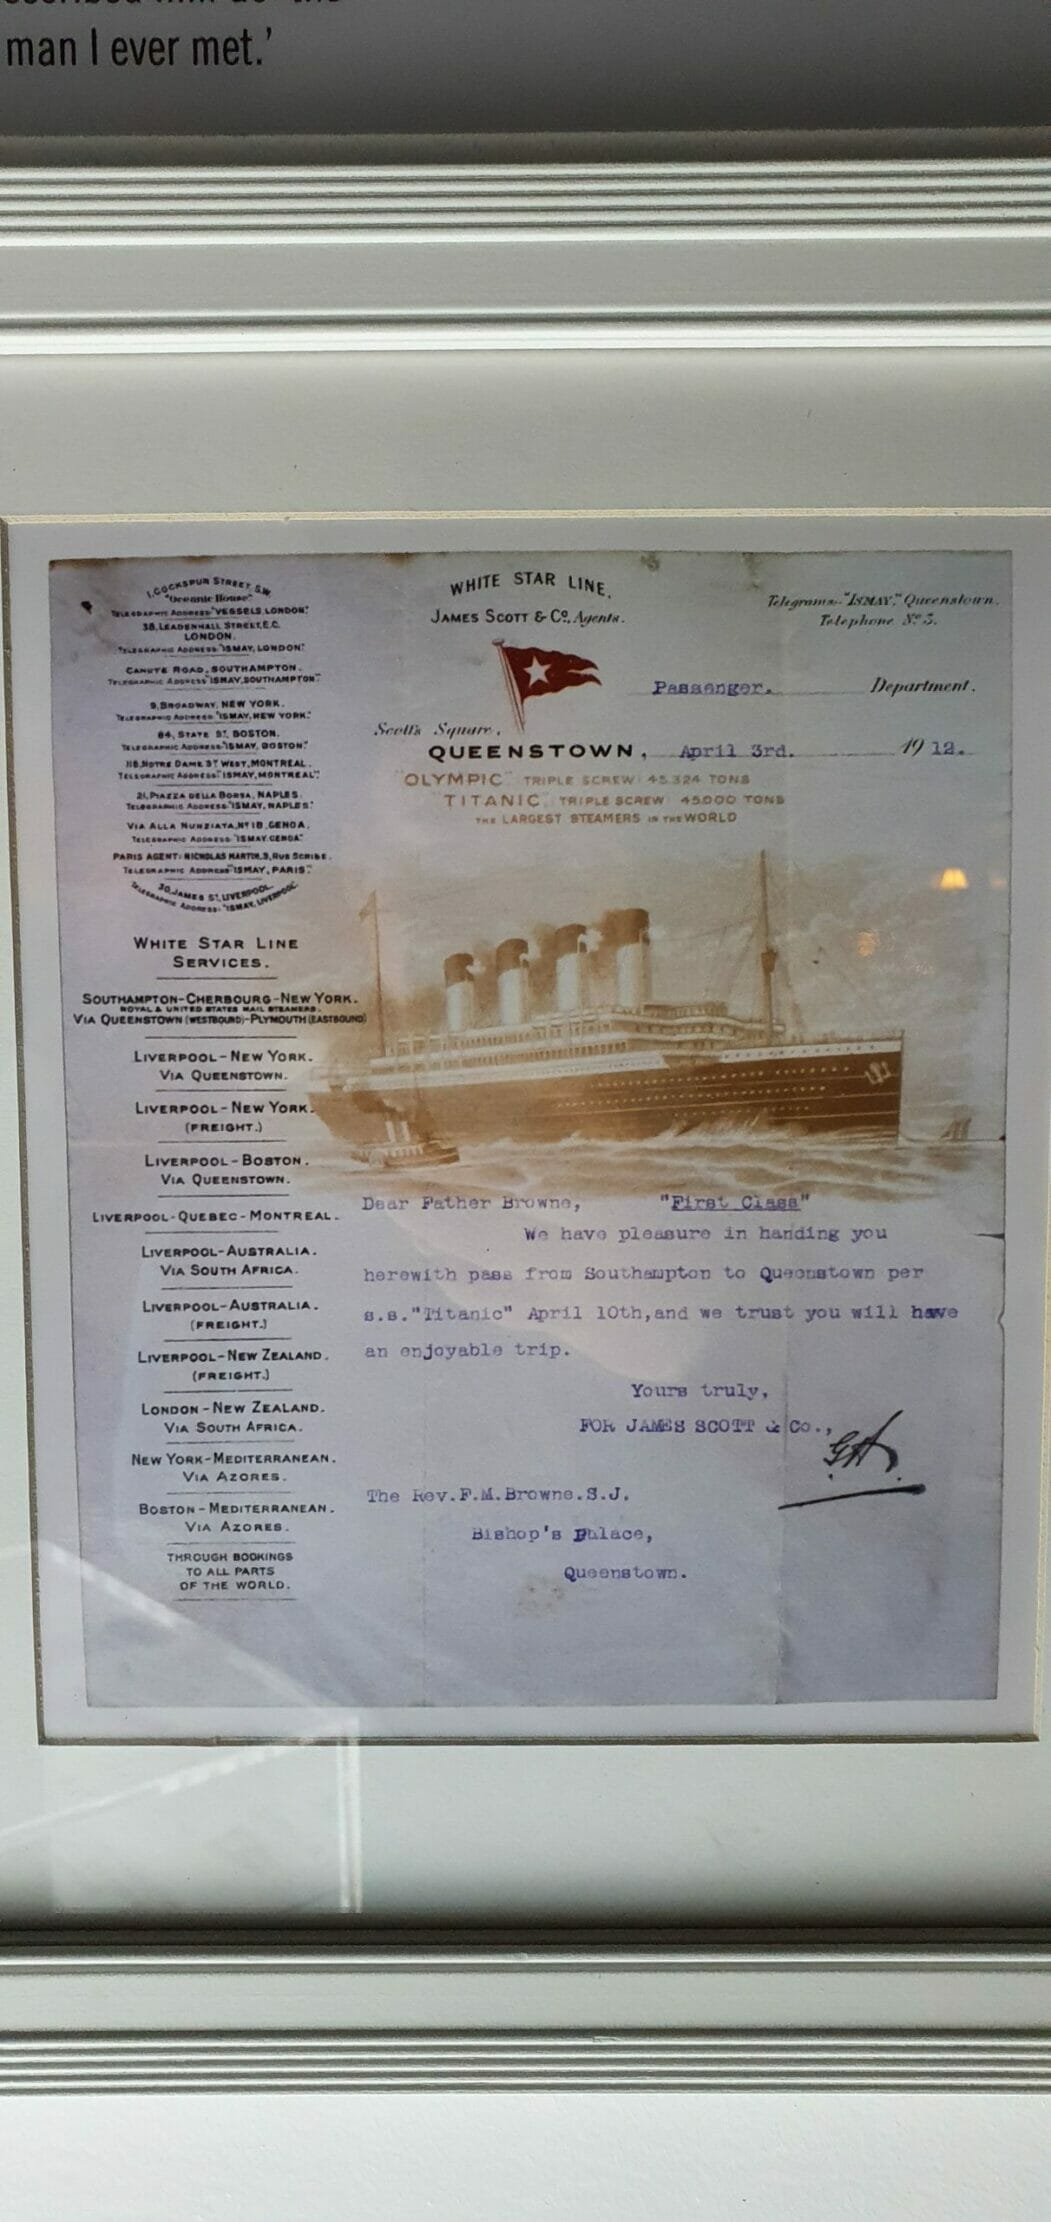 man I ever met.'
1, COCKSPUR STREET, S.W.
"Oceanic House"
TELEGRAPHIC ADDRESS "VESSELS, LONDON."
38, LEADENHALL STREET, E.C.
LONDON.
TELEGRAPHIC ADDRESS "ISMAY, LONDON."
CANUTE ROAD, SOUTHAMPTON.
TELEGRAPHIC ADDRESS "ISMAY, SOUTHAMPTON."
9, BROADWAY, NEW YORK.
TELEGRAPHIC ADDRESS "ISMAY, NEW YORK."
84, STATE ST, BOSTON.
TELEGRAPHIC ADDRESS "ISMAY, BOSTON."
118, NOTRE DAME ST WEST, MONTREAL.
TELEGRAPHIC ADDRESS "ISMAY, MONTREAL."
21, PIAZZA DELLA BORSA, NAPLES.
TELEGRAPHIC ADDRESS "ISMAY, NAPLES."
VIA ALLA NUNZIATA, No 18, GENOA.
TELEGRAPHIC ADDRESS "ISMAY, GENOA."
PARIS AGENT: NICHOLAS MARTIN, 9, RUE SCRIBE.
TELEGRAPHIC ADDRESS "ISMAY, PARIS."
30, JAMES ST, LIVERPOOL.
TELEGRAPHIC ADDRESS: "ISMAY, LIVERPOOL."
WHITE STAR LINE
SERVICES.
SOUTHAMPTON-CHERBOURG-NEW YORK.
ROYAL & UNITED STATES MAIL STEAMERS.
VIA QUEENSTOWN (WESTBOUND)-PLYMOUTH (EASTBOUND)
LIVERPOOL-NEW YORK.
VIA QUEENSTOWN.
LIVERPOOL-NEW YORK.
(FREIGHT.)
LIVERPOOL-BOSTON.
VIA QUEENSTOWN.
LIVERPOOL-QUEBEC-MONTREAL.
LIVERPOOL-AUSTRALIA.
VIA SOUTH AFRICA.
LIVERPOOL-AUSTRALIA.
(FREIGHT.)
LIVERPOOL-NEW ZEALAND.
(FREIGHT.)
LONDON-NEW ZEALAND.
VIA SOUTH AFRICA.
NEW YORK-MEDITERRANEAN.
VIA AZORES.
BOSTON-MEDITERRANEAN.
VIA AZORES.
THROUGH BOOKINGS
TO ALL PARTS
OF THE WORLD.
WHITE STAR LINE.
JAMES SCOTT & Co., Agents.
Telegrams-"ISMAY," Queenstown.
Telephone No 3.
Passenger. Department.
Scott's Square,
QUEENSTOWN, April 3rd. 1912.
"OLYMPIC" TRIPLE SCREW 45,324 TONS
"TITANIC" TRIPLE SCREW 45,000 TONS
THE LARGEST STEAMERS IN THE WORLD
Dear Father Browne, "First Class"
We have pleasure in handing you
herewith pass from Southampton to Queenstown per
s.s."Titanic" April 10th,and we trust you will have
an enjoyable trip.
Yours truly,
FOR JAMES SCOTT & Co.,
The Rev.F.M.Browne.S.J.
Bishop's Palace,
Queenstown.